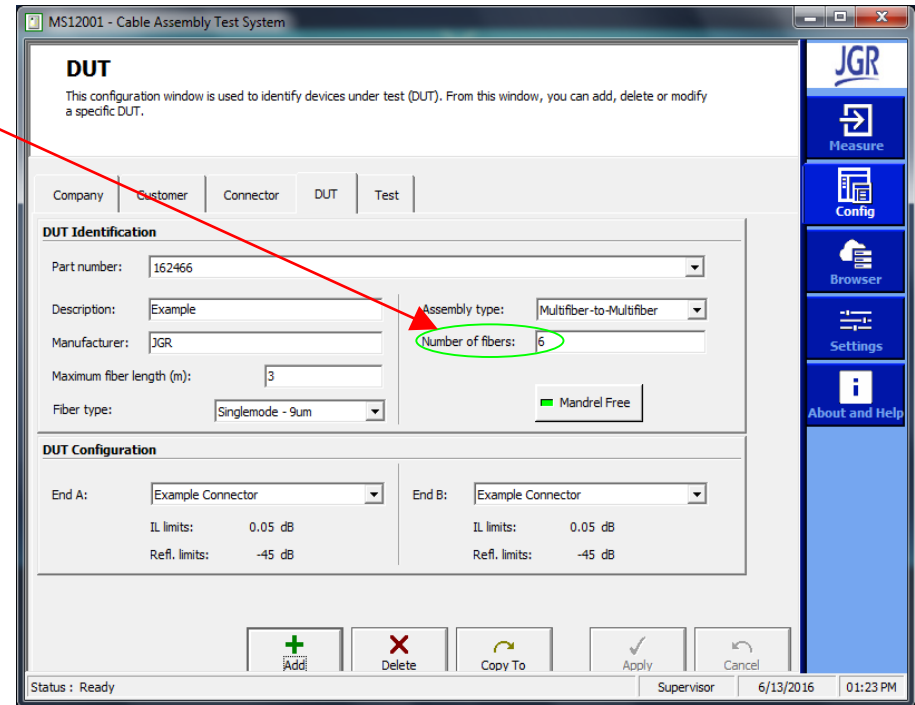 MS12001 - Cable Assembly Test System
JGR
DUT
This configuration window is used to identify devices under test (DUT). From this window, you can add, delete or modify
a specific DUT.
Measure
Config
Browser
Settings
About and Help
Company Customer Connector DUT Test
DUT Identification
Part number: 162466
Description: Example Assembly type: Multifiber-to-Multifiber
Manufacturer: JGR Number of fibers: 6
Maximum fiber length (m): 3
Fiber type: Singlemode - 9um Mandrel Free
DUT Configuration
End A: Example Connector End B: Example Connector
IL limits: 0.05 dB IL limits: 0.05 dB
Refl. limits: -45 dB Refl. limits: -45 dB
Add Delete Copy To Apply Cancel
Status : Ready Supervisor 6/13/2016 01:23 PM